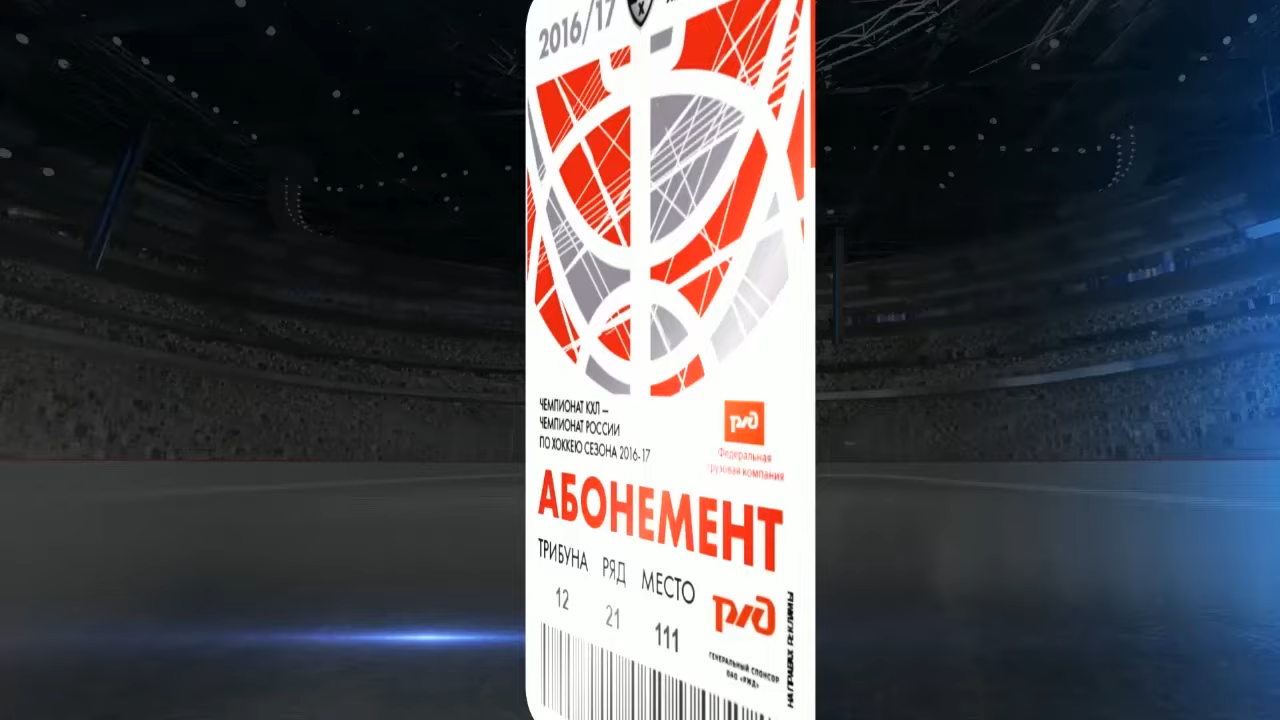 2016/17
ЧЕМПИОНАТ КХЛ –
ЧЕМПИОНАТ РОССИИ
ПО ХОККЕЮ СЕЗОНА 2016-17
ржд
Федеральная
грузовая компания
АБОНЕМЕНТ
ТРИБУНА РЯД МЕСТО
12 21 111
ржд
ГЕНЕРАЛЬНЫЙ СПОНСОР
ОАО «РЖД»
НА ПРАВАХ РЕКЛАМЫ